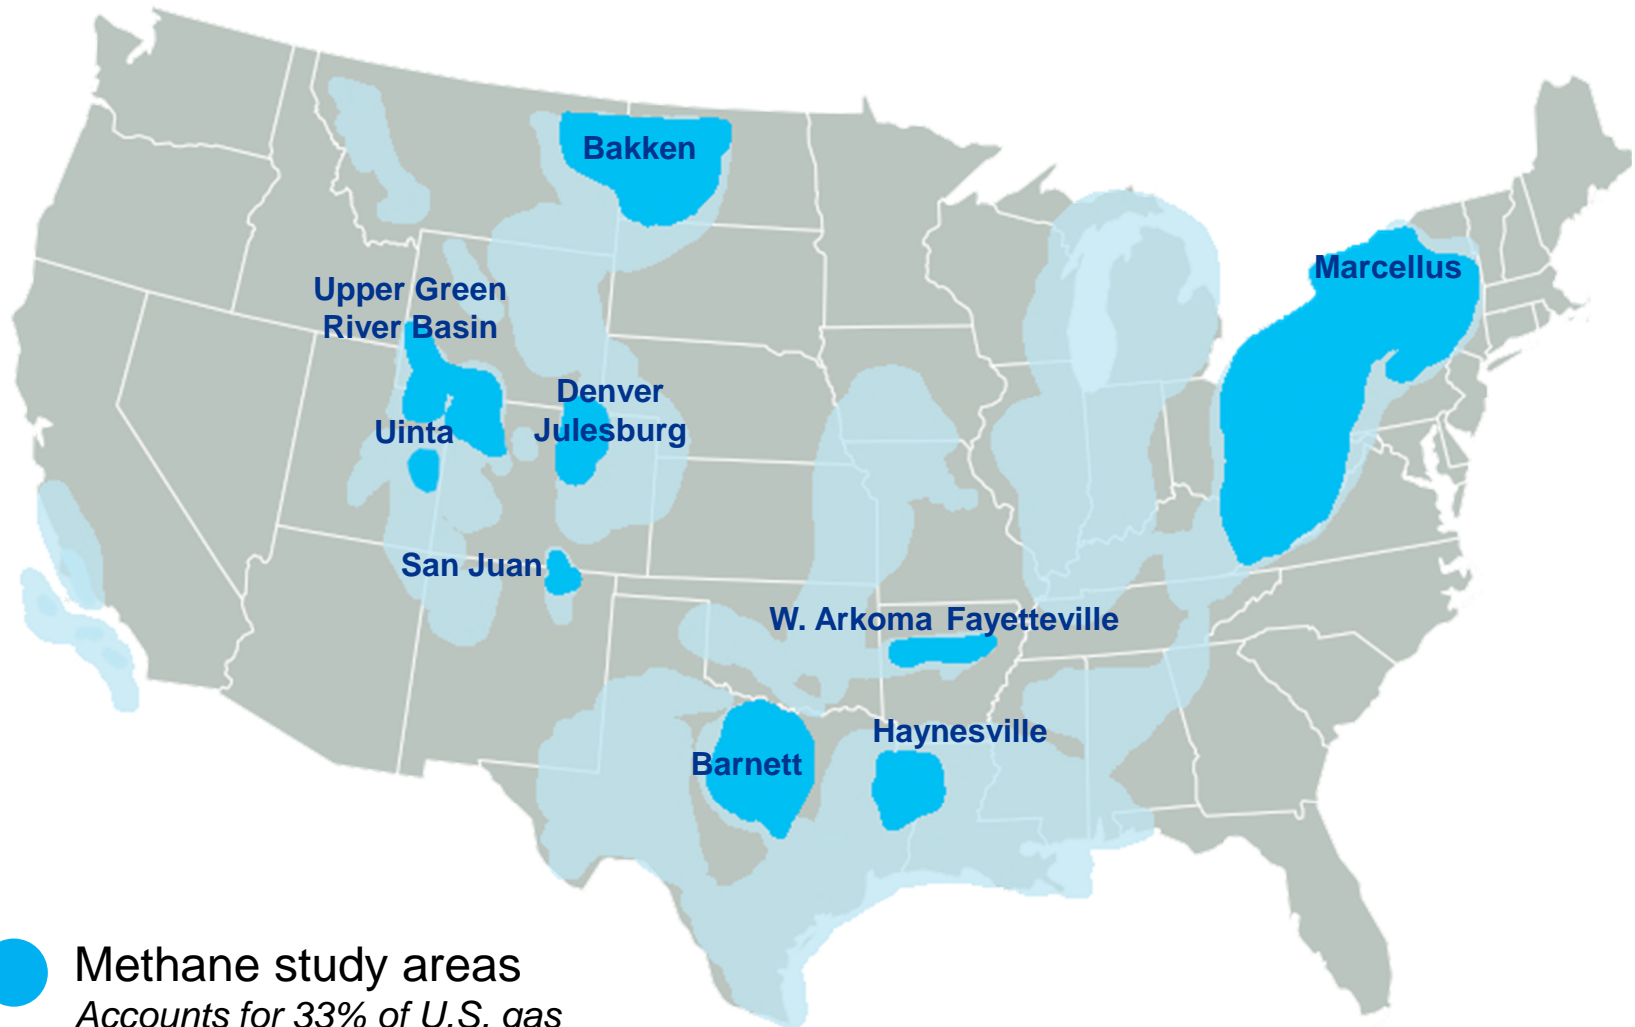 Bakken
Marcellus
Upper Green
River Basin
Denver
Julesburg
Uinta
San Juan
W. Arkoma Fayetteville
Haynesville
Barnett
Methane study areas
Accounts for 33% of U.S. gas